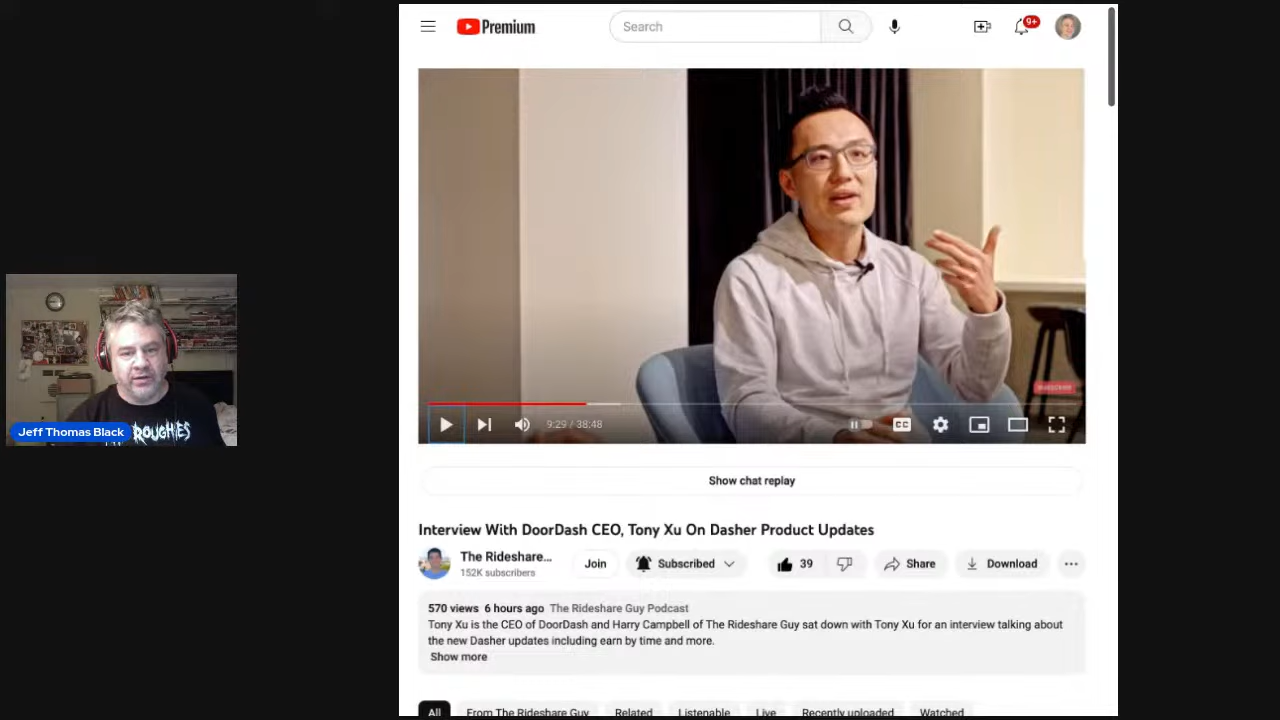 Premium
Search
9+
SUBSCRIBE
9:29 / 38:48
CC
Show chat replay
Jeff Thomas Black
ROUGHIES
Interview With DoorDash CEO, Tony Xu On Dasher Product Updates
The Rideshare...
152K subscribers
Join
Subscribed
39
Share
Download
570 views 6 hours ago The Rideshare Guy Podcast
Tony Xu is the CEO of DoorDash and Harry Campbell of The Rideshare Guy sat down with Tony Xu for an interview talking about
the new Dasher updates including earn by time and more.
Show more
All
From The Rideshare Guy
Related
Listenable
Live
Recently uploaded
Watched